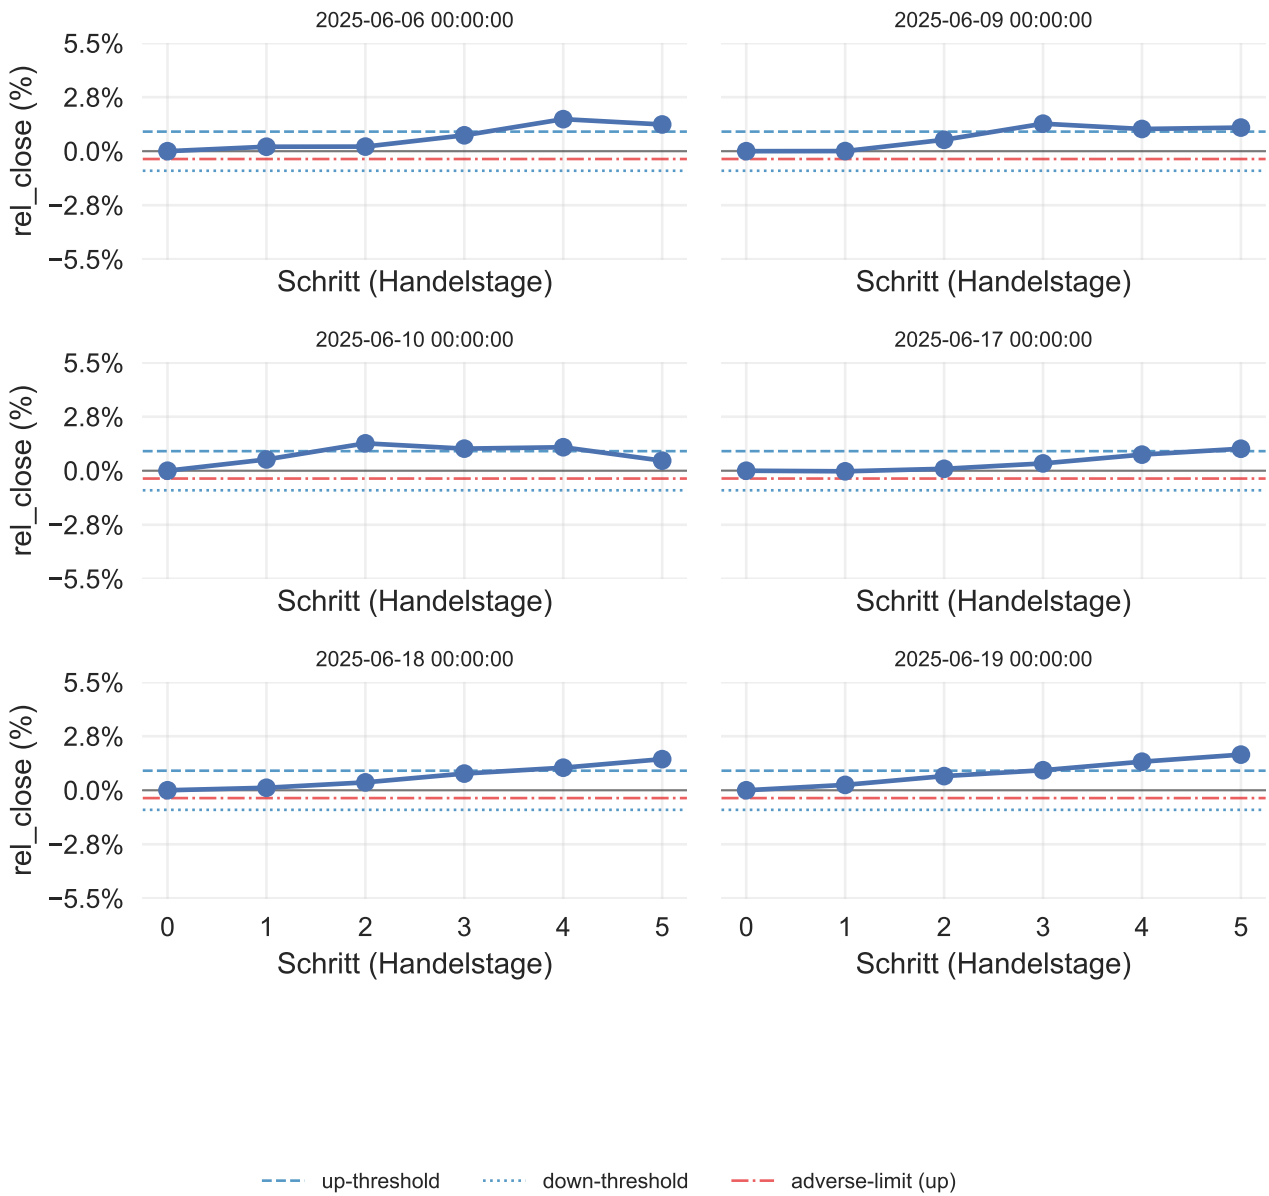 2025-06-06 00:00:00
2025-06-09 00:00:00
5.5%
2.8%
0.0%
−2.8%
−5.5%
rel_close (%)
Schritt (Handelstage)
Schritt (Handelstage)
2025-06-10 00:00:00
2025-06-17 00:00:00
5.5%
2.8%
0.0%
−2.8%
−5.5%
rel_close (%)
Schritt (Handelstage)
Schritt (Handelstage)
2025-06-18 00:00:00
2025-06-19 00:00:00
5.5%
2.8%
0.0%
−2.8%
−5.5%
rel_close (%)
0 1 2 3 4 5
0 1 2 3 4 5
Schritt (Handelstage)
Schritt (Handelstage)
up-threshold down-threshold adverse-limit (up)